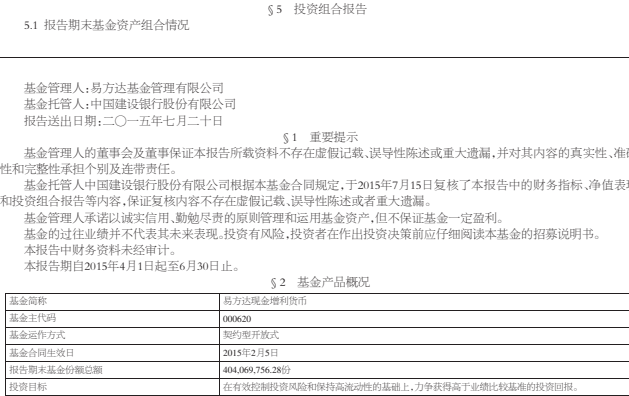 §5 投资组合报告
5.1 报告期末基金资产组合情况
基金管理人:易方达基金管理有限公司
基金托管人:中国建设银行股份有限公司
报告送出日期:二〇一五年七月二十日
§1 重要提示
基金管理人的董事会及董事保证本报告所载资料不存在虚假记载、误导性陈述或重大遗漏,并对其内容的真实性、准确
性和完整性承担个别及连带责任。
基金托管人中国建设银行股份有限公司根据本基金合同规定,于2015年7月15日复核了本报告中的财务指标、净值表现
和投资组合报告等内容,保证复核内容不存在虚假记载、误导性陈述或者重大遗漏。
基金管理人承诺以诚实信用、勤勉尽责的原则管理和运用基金资产,但不保证基金一定盈利。
基金的过往业绩并不代表其未来表现。投资有风险,投资者在作出投资决策前应仔细阅读本基金的招募说明书。
本报告中财务资料未经审计。
本报告期自2015年4月1日起至6月30日止。
§2 基金产品概况
基金简称 易方达现金增利货币
基金主代码 000620
基金运作方式 契约型开放式
基金合同生效日 2015年2月5日
报告期末基金份额总额 404,069,756.28份
投资目标 在有效控制投资风险和保持高流动性的基础上,力争获得高于业绩比较基准的投资回报。